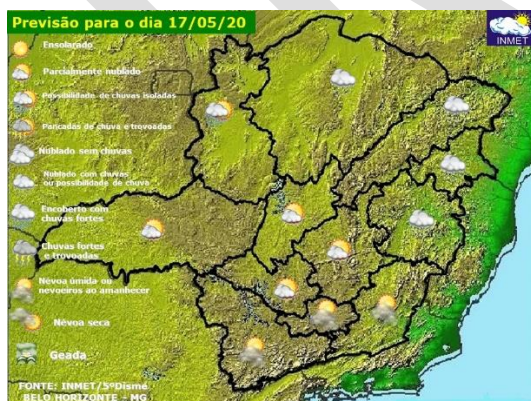 Previsão para o dia 17/05/20
INMET
Ensolarado
Parcialmente nublado
Possibilidade de chuvas isoladas
Pancadas de chuva e trovoadas
Nublado sem chuvas
Nublado com chuvas
ou possibilidade de chuva
Encoberto com
chuvas fortes
Chuvas fortes
e trovoadas
Névoa úmida ou
nevoeiros ao amanhecer
Névoa seca
Geada
FONTE: INMET/5ºDisme
BELO HORIZONTE - MG